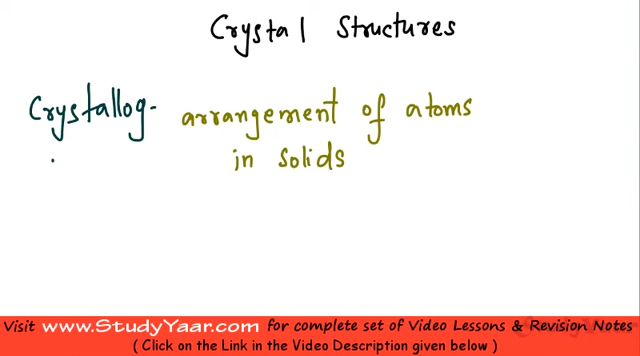 Crystal Structures
Crystallog- arrangement of atoms
in solids
Visit www.StudyYaar.com for complete set of Video Lessons & Revision Notes
( Click on the Link in the Video Description given below )